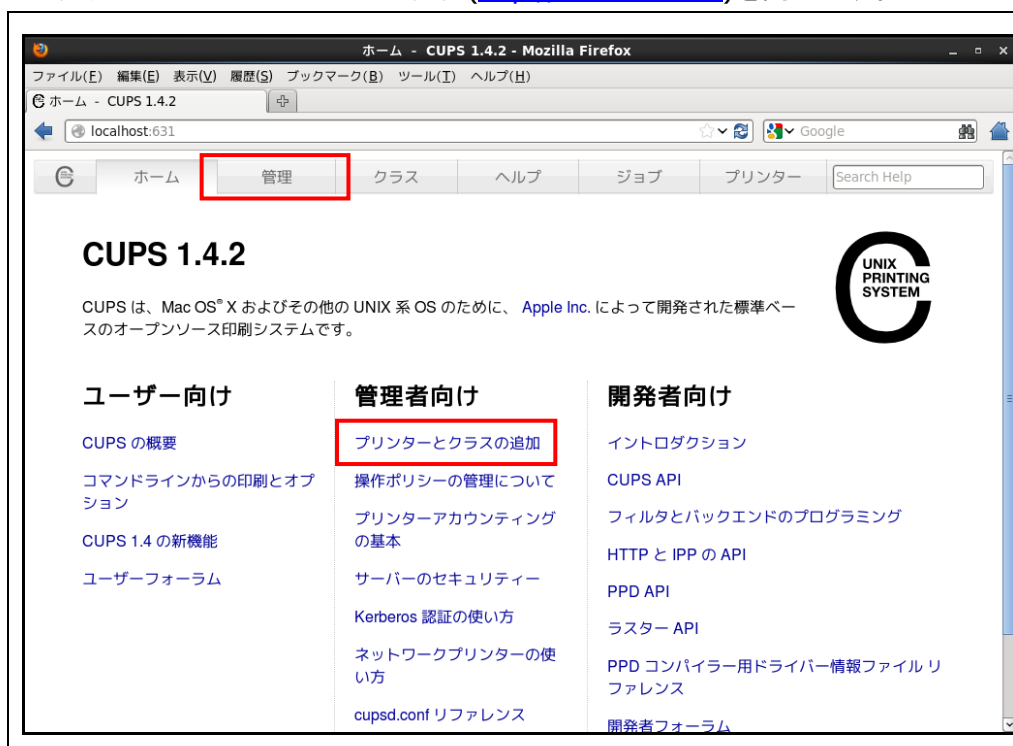 ホーム - CUPS 1.4.2 - Mozilla Firefox
ファイル(F) 編集(E) 表示(V) 履歴(S) ブックマーク(B) ツール(T) ヘルプ(H)
ホーム - CUPS 1.4.2
localhost:631 Google
ホーム 管理 クラス ヘルプ ジョブ プリンター Search Help
CUPS 1.4.2
UNIX
PRINTING
SYSTEM
CUPS は、Mac OS® X およびその他の UNIX 系 OS のために、 Apple Inc. によって開発された標準ベー
スのオープンソース印刷システムです。
ユーザー向け
CUPS の概要
コマンドラインからの印刷とオプ
ション
CUPS 1.4 の新機能
ユーザーフォーラム
管理者向け
プリンターとクラスの追加
操作ポリシーの管理について
プリンターアカウンティング
の基本
サーバーのセキュリティー
Kerberos 認証の使い方
ネットワークプリンターの使
い方
cupsd.conf リファレンス
開発者向け
イントロダクション
CUPS API
フィルタとバックエンドのプログラミング
HTTP と IPP の API
PPD API
ラスター API
PPD コンパイラー用ドライバー情報ファイル リ
ファレンス
開発者フォーラム